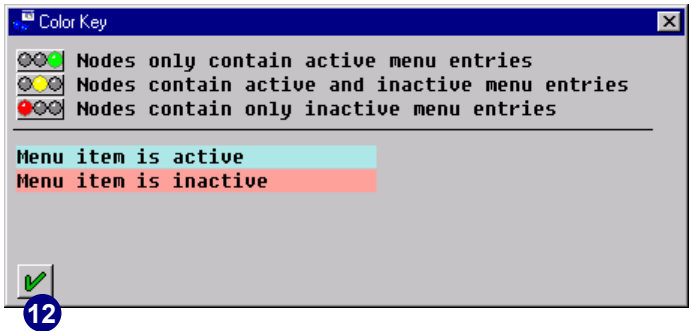 Color Key
Nodes only contain active menu entries
Nodes contain active and inactive menu entries
Nodes contain only inactive menu entries
Menu item is active
Menu item is inactive
12